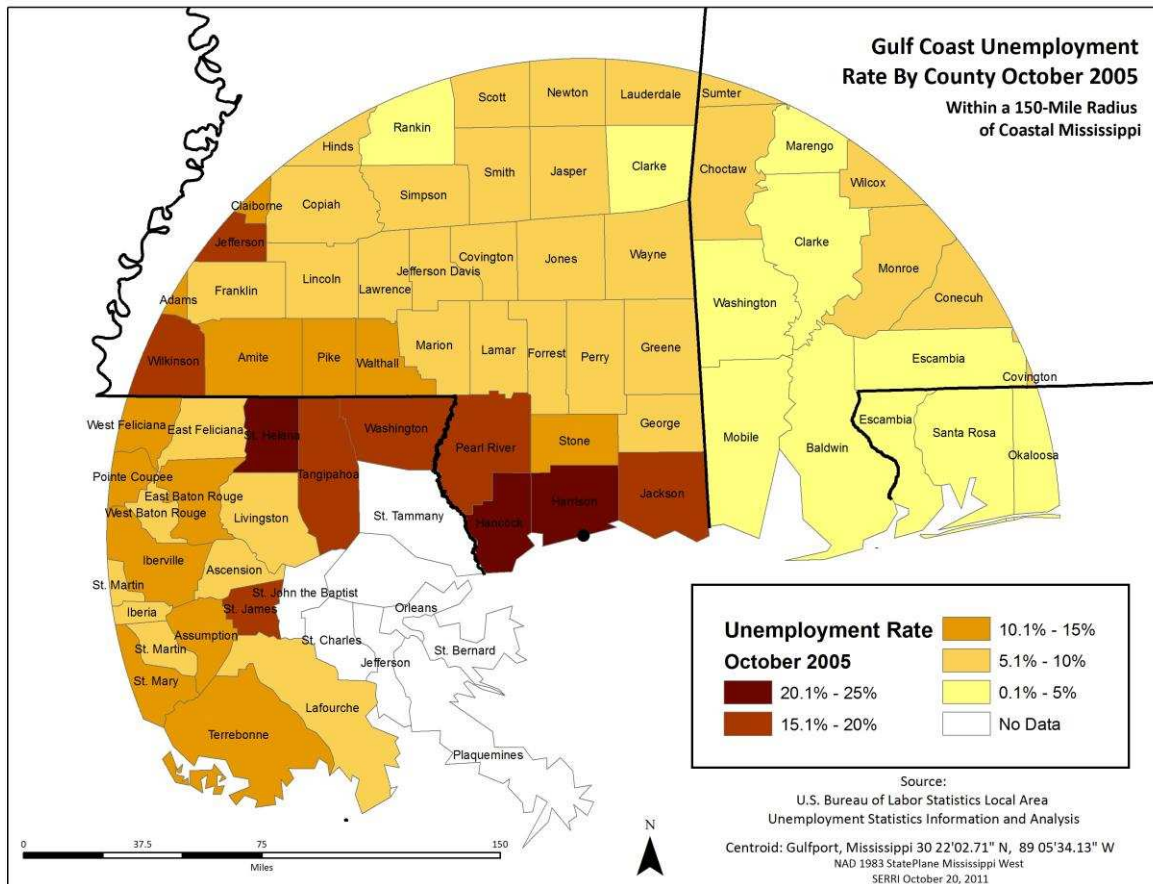 Gulf Coast Unemployment
Rate By County October 2005
Within a 150-Mile Radius
of Coastal Mississippi
Scott
Newton
Lauderdale
Sumter
Rankin
Hinds
Smith
Jasper
Clarke
Choctaw
Marengo
Wilcox
Simpson
Claiborne
Copiah
Jefferson
Clarke
Monroe
Covington
Jones
Wayne
Jefferson Davis
Lincoln
Lawrence
Franklin
Adams
Washington
Conecuh
Wilkinson
Amite
Pike
Walthall
Marion
Lamar
Forrest
Perry
Greene
Escambia
Covington
West Feliciana
East Feliciana
St. Helena
Tangipahoa
Washington
Pearl River
Stone
George
Mobile
Baldwin
Escambia
Santa Rosa
Okaloosa
Pointe Coupee
East Baton Rouge
West Baton Rouge
Livingston
St. Tammany
Hancock
Harrison
Jackson
Iberville
Ascension
St. Martin
St. John the Baptist
St. James
Orleans
Iberia
Assumption
St. Charles
St. Martin
St. Bernard
Jefferson
St. Mary
Lafourche
Terrebonne
Plaquemines
Unemployment Rate
October 2005
20.1% - 25%
15.1% - 20%
10.1% - 15%
5.1% - 10%
0.1% - 5%
No Data
Source:
U.S. Bureau of Labor Statistics Local Area
Unemployment Statistics Information and Analysis
Centroid: Gulfport, Mississippi 30 22'02.71" N, 89 05'34.13" W
NAD 1983 StatePlane Mississippi West
SERRI October 20, 2011
N
0 37.5 75 150
Miles